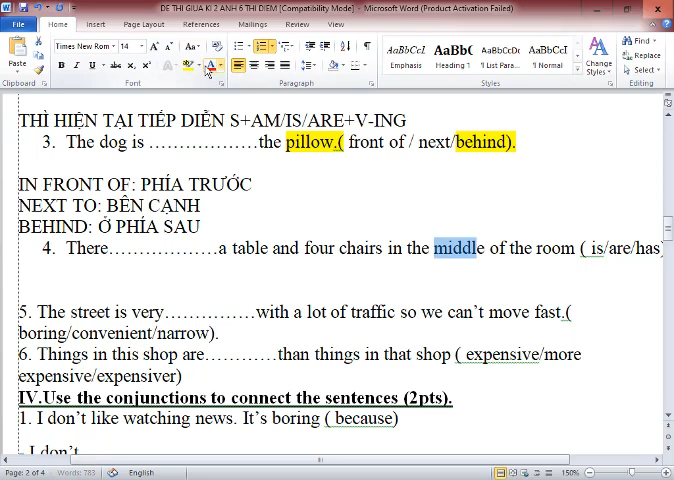 DE THI GIUA KI 2 ANH 6 THI DIEM [Compatibility Mode] - Microsoft Word (Product Activation Failed)
File Home Insert Page Layout References Mailings Review View
Paste
Times New Rom 14
AaBbCcI AaBbC AaBbCcDc AaBbCcI
Emphasis Heading 1 ¶ List Para... ¶ Normal
Change Styles
Find
Replace
Select
Clipboard Font Paragraph Styles Editing
THÌ HIỆN TẠI TIẾP DIỄN S+AM/IS/ARE+V-ING
3. The dog is ………………the pillow.( front of / next/behind).
IN FRONT OF: PHÍA TRƯỚC
NEXT TO: BÊN CẠNH
BEHIND: Ở PHÍA SAU
4. There………………a table and four chairs in the middle of the room ( is/are/has)
5. The street is very……………with a lot of traffic so we can’t move fast.(
boring/convenient/narrow).
6. Things in this shop are…………than things in that shop ( expensive/more
expensive/expensiver)
IV.Use the conjunctions to connect the sentences (2pts).
1. I don’t like watching news. It’s boring ( because)
- I don’t
Page: 2 of 4 Words: 783 English 150%